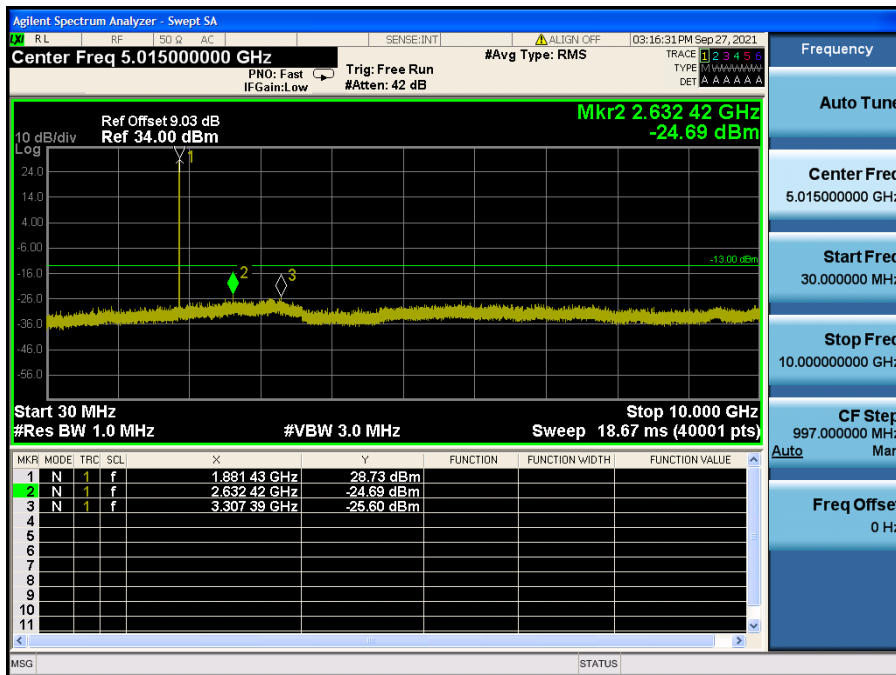 Agilent Spectrum Analyzer - Swept SA
LXI RL RF 50 Ω AC SENSE:INT ALIGN OFF 03:16:31 PM Sep 27, 2021
Center Freq 5.015000000 GHz
PNO: Fast
IFGain:Low
Trig: Free Run
#Atten: 42 dB
#Avg Type: RMS
TRACE 1 2 3 4 5 6
TYPE M WWWWW
DET A A A A A A
Ref Offset 9.03 dB
Ref 34.00 dBm
10 dB/div
Log
Mkr2 2.632 42 GHz
-24.69 dBm
1
24.0
14.0
4.00
-6.00
-13.00 dBm
-16.0
2
3
-26.0
-36.0
-46.0
-56.0
Start 30 MHz
Stop 10.000 GHz
#Res BW 1.0 MHz
#VBW 3.0 MHz
Sweep 18.67 ms (40001 pts)
MKR MODE TRC SCL X Y FUNCTION FUNCTION WIDTH FUNCTION VALUE
1 N 1 f 1.881 43 GHz 28.73 dBm
2 N 1 f 2.632 42 GHz -24.69 dBm
3 N 1 f 3.307 39 GHz -25.60 dBm
4
5
6
7
8
9
10
11
MSG
STATUS
Frequency
Auto Tune
Center Freq
5.015000000 GHz
Start Freq
30.000000 MHz
Stop Freq
10.000000000 GHz
CF Step
997.000000 MHz
Auto Man
Freq Offset
0 Hz